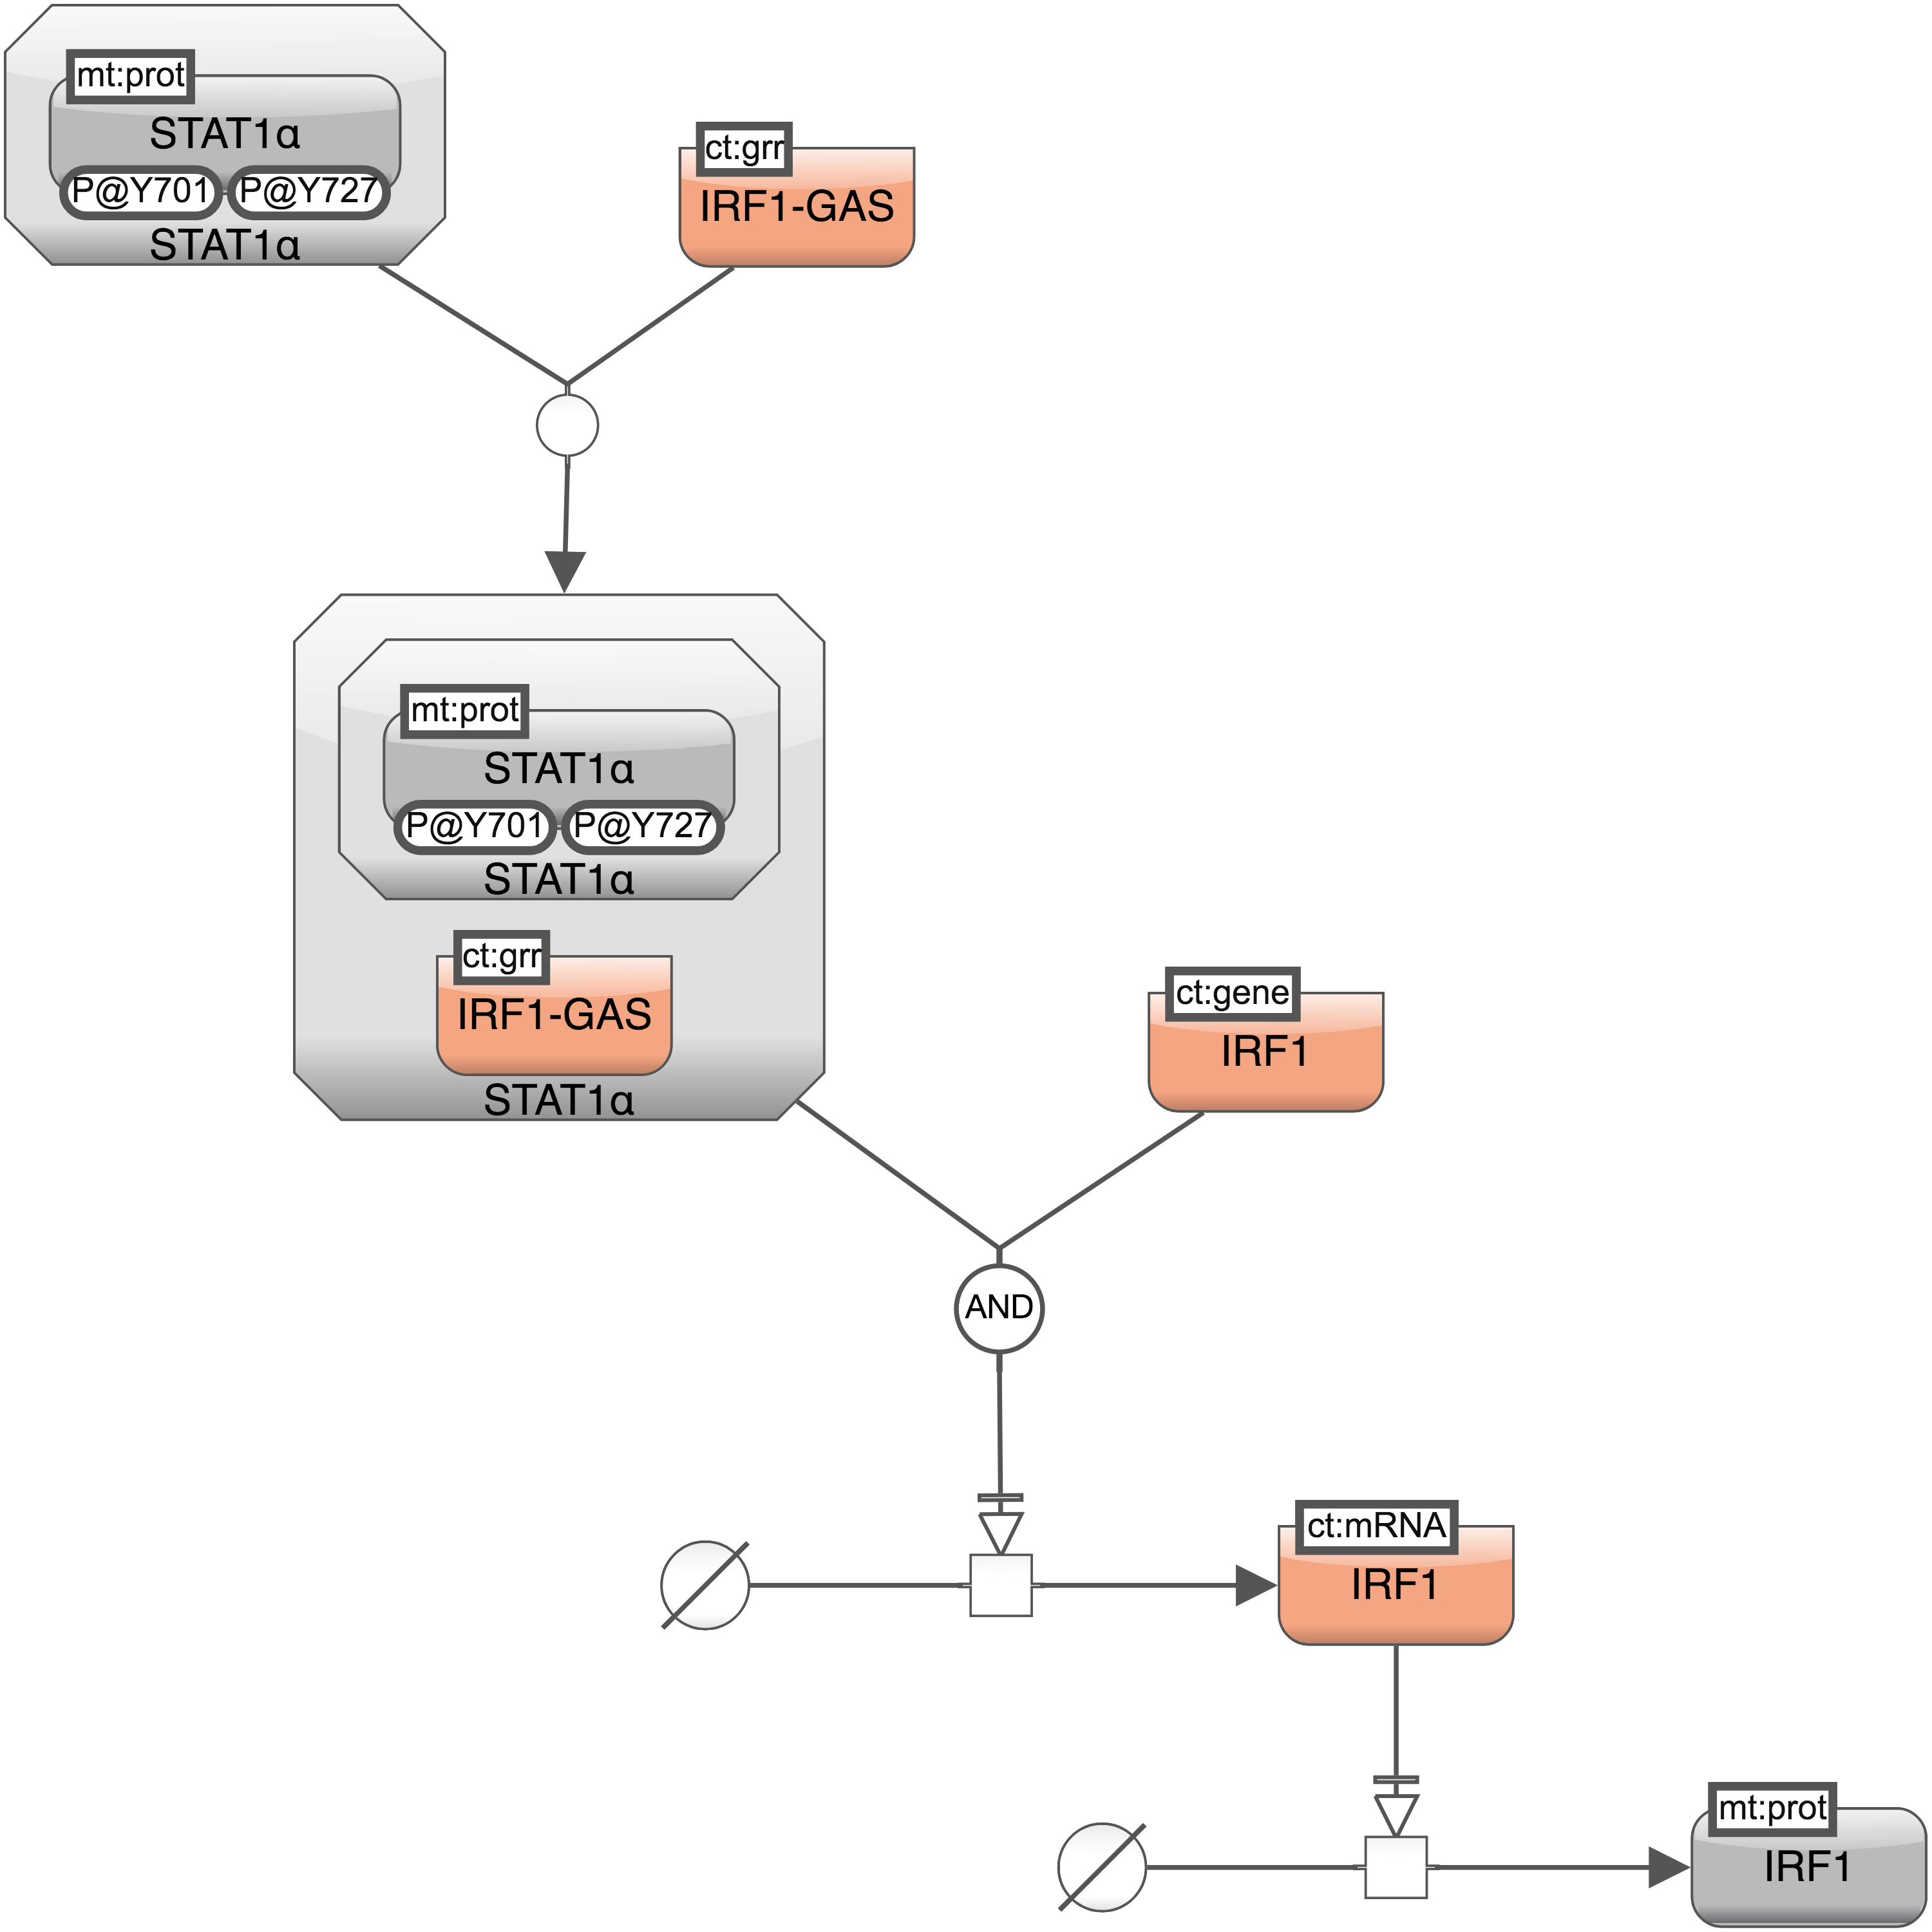 mt:prot
STAT1α
P@Y701 P@Y727
STAT1α
ct:grr
IRF1-GAS
mt:prot
STAT1α
P@Y701 P@Y727
STAT1α
ct:grr
IRF1-GAS
STAT1α
ct:gene
IRF1
AND
ct:mRNA
IRF1
mt:prot
IRF1